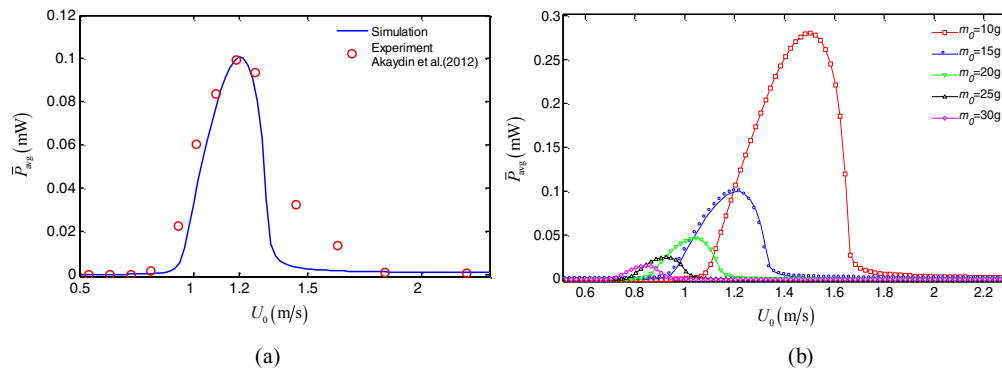 0.12
0.1
0.08
0.06
0.04
0.02
0
P̅avg (mW)
Simulation
Experiment
Akaydin et al.(2012)
0.5
1
1.2
1.5
2
U0 (m/s)
(a)
0.3
0.25
0.2
0.15
0.1
0.05
0
P̅avg (mW)
m0=10g
m0=15g
m0=20g
m0=25g
m0=30g
0.6
0.8
1
1.2
1.4
1.6
1.8
2
2.2
U0 (m/s)
(b)